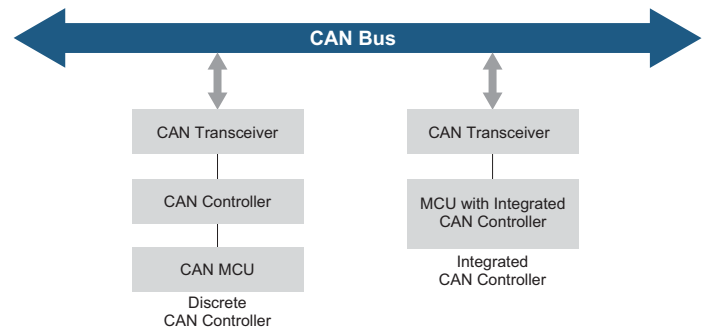 CAN Bus
CAN Transceiver
CAN Controller
CAN MCU
Discrete
CAN Controller
CAN Transceiver
MCU with Integrated
CAN Controller
Integrated
CAN Controller